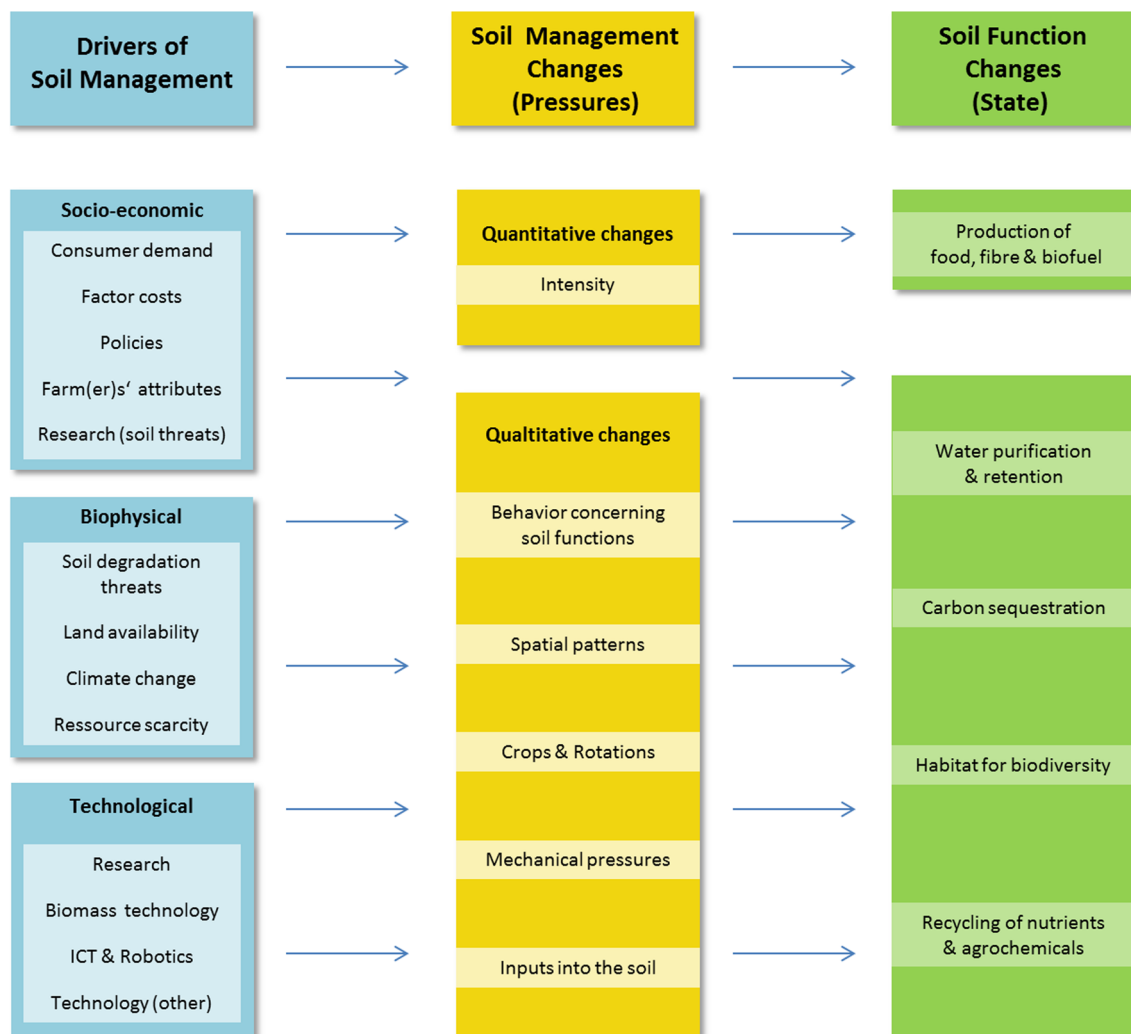 Drivers of
Soil Management
Soil Management
Changes
(Pressures)
Soil Function
Changes
(State)
Socio-economic
Consumer demand
Factor costs
Policies
Farm(er)s‘ attributes
Research (soil threats)
Biophysical
Soil degradation
threats
Land availability
Climate change
Ressource scarcity
Technological
Research
Biomass technology
ICT & Robotics
Technology (other)
Quantitative changes
Intensity
Qualtitative changes
Behavior concerning
soil functions
Spatial patterns
Crops & Rotations
Mechanical pressures
Inputs into the soil
Production of
food, fibre & biofuel
Water purification
& retention
Carbon sequestration
Habitat for biodiversity
Recycling of nutrients
& agrochemicals